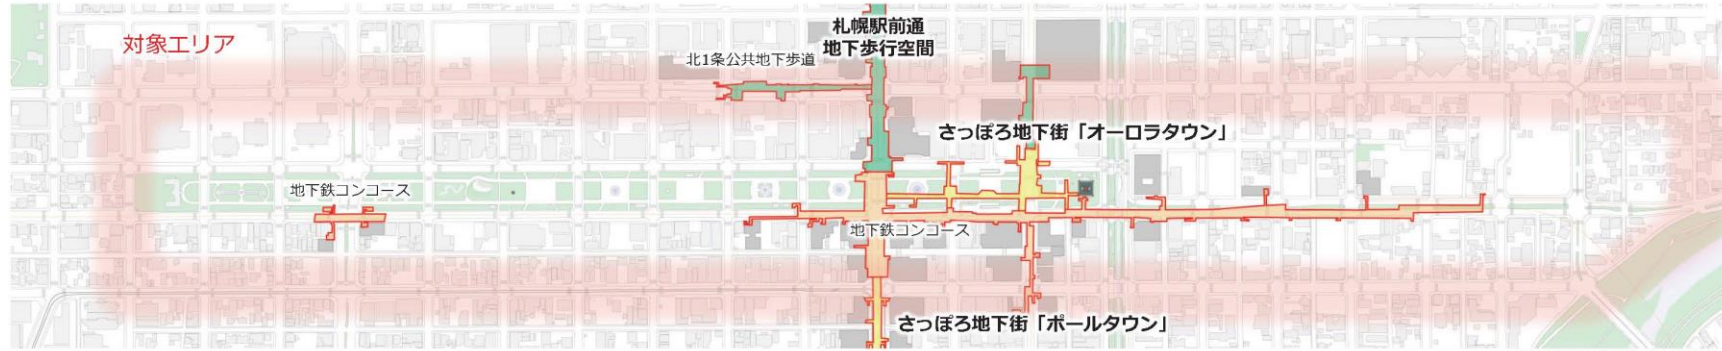 対象エリア
札幌駅前通
地下歩行空間
北1条公共地下歩道
さっぽろ地下街「オーロラタウン」
地下鉄コンコース
地下鉄コンコース
さっぽろ地下街「ポールタウン」